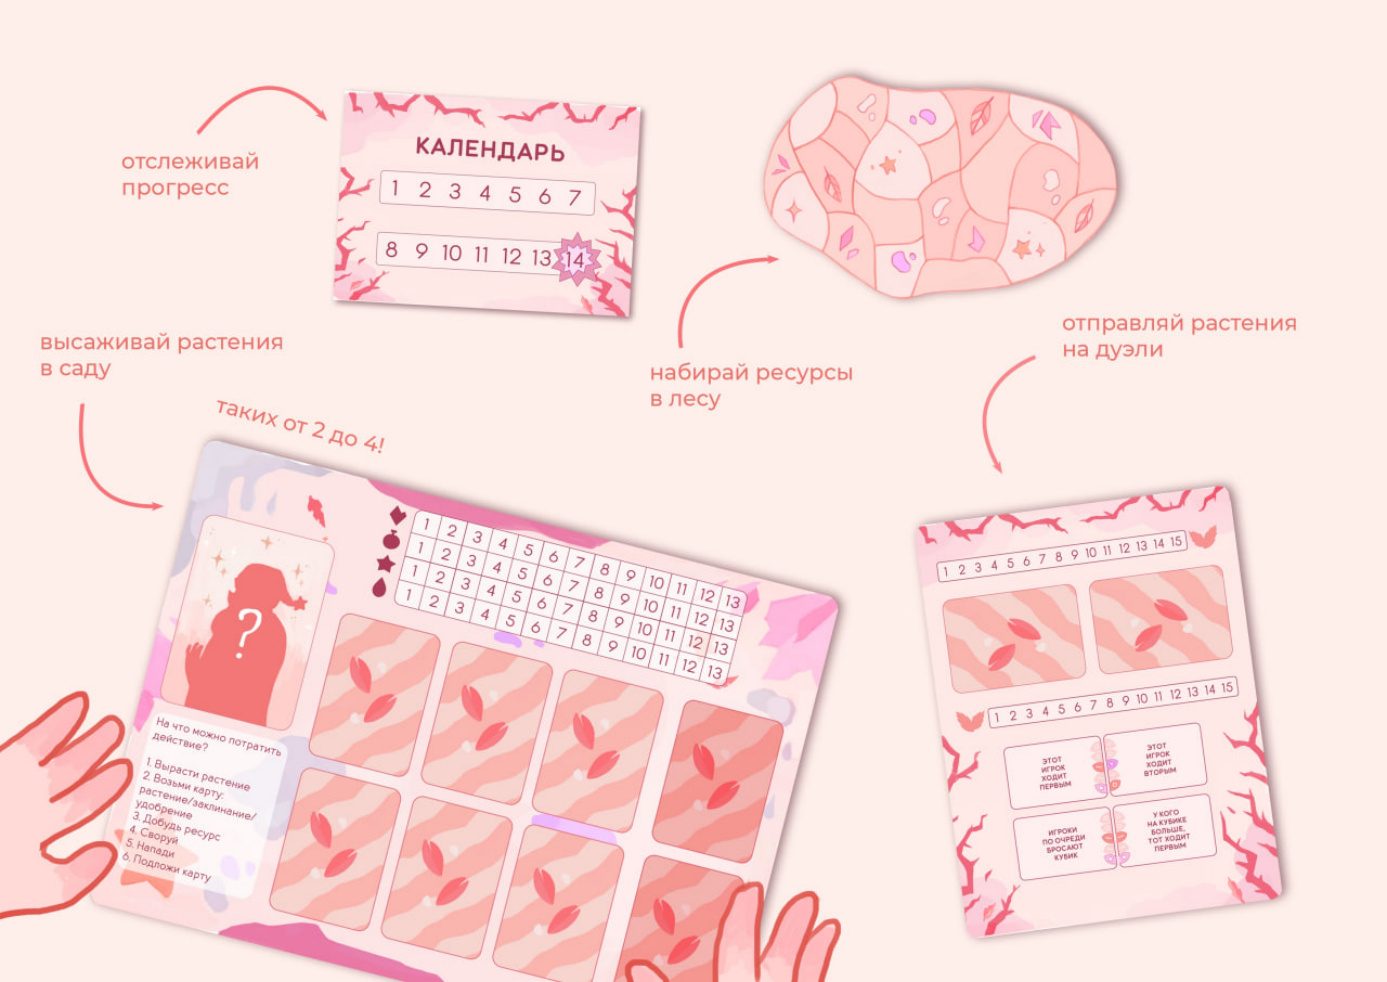 отслеживай
прогресс
КАЛЕНДАРЬ
1 2 3 4 5 6 7
8 9 10 11 12 13 14
высаживай растения
в саду
набирай ресурсы
в лесу
отправляй растения
на дуэли
таких от 2 до 4!
1 2 3 4 5 6 7 8 9 10 11 12 13
1 2 3 4 5 6 7 8 9 10 11 12 13
1 2 3 4 5 6 7 8 9 10 11 12 13
1 2 3 4 5 6 7 8 9 10 11 12 13
?
На что можно потратить
действие?
1. Вырасти растение
2. Возьми карту:
растение/заклинание/
удобрение
3. Добудь ресурс
4. Своруй
5. Напади
6. Подложи карту
1 2 3 4 5 6 7 8 9 10 11 12 13 14 15
1 2 3 4 5 6 7 8 9 10 11 12 13 14 15
ЭТОТ
ИГРОК
ХОДИТ
ПЕРВЫМ
ЭТОТ
ИГРОК
ХОДИТ
ВТОРЫМ
ИГРОКИ
ПО ОЧРЕДИ
БРОСАЮТ
КУБИК
У КОГО
НА КУБИКЕ
БОЛЬШЕ,
ТОТ ХОДИТ
ПЕРВЫМ